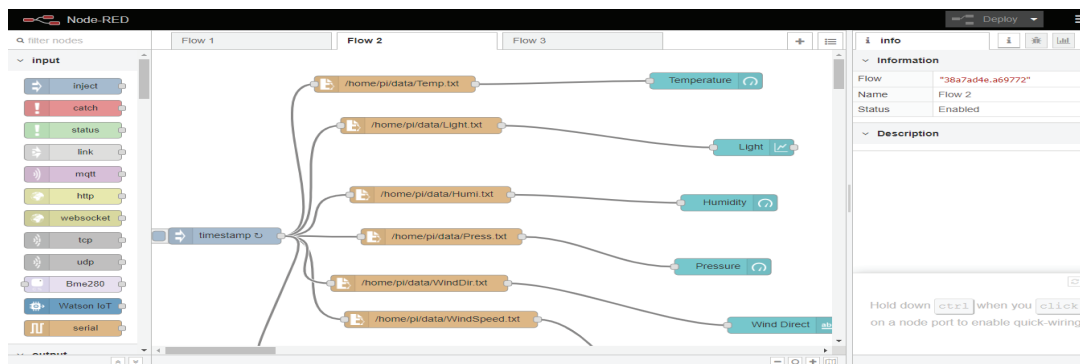 Node-RED
Deploy
filter nodes
Flow 1
Flow 2
Flow 3
i info
i
input
inject
catch
status
link
mqtt
http
websocket
tcp
udp
Bme280
Watson IoT
serial
output
timestamp ↻
/home/pi/data/Temp.txt
Temperature
/home/pi/data/Light.txt
Light
/home/pi/data/Humi.txt
Humidity
/home/pi/data/Press.txt
Pressure
/home/pi/data/WindDir.txt
/home/pi/data/WindSpeed.txt
Wind Direct
Information
Flow "38a7ad4e.a69772"
Name Flow 2
Status Enabled
Description
Hold down ctrl when you click
on a node port to enable quick-wiring